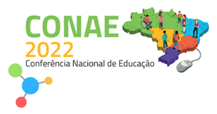 CONAE
2022
Conferência Nacional de Educação